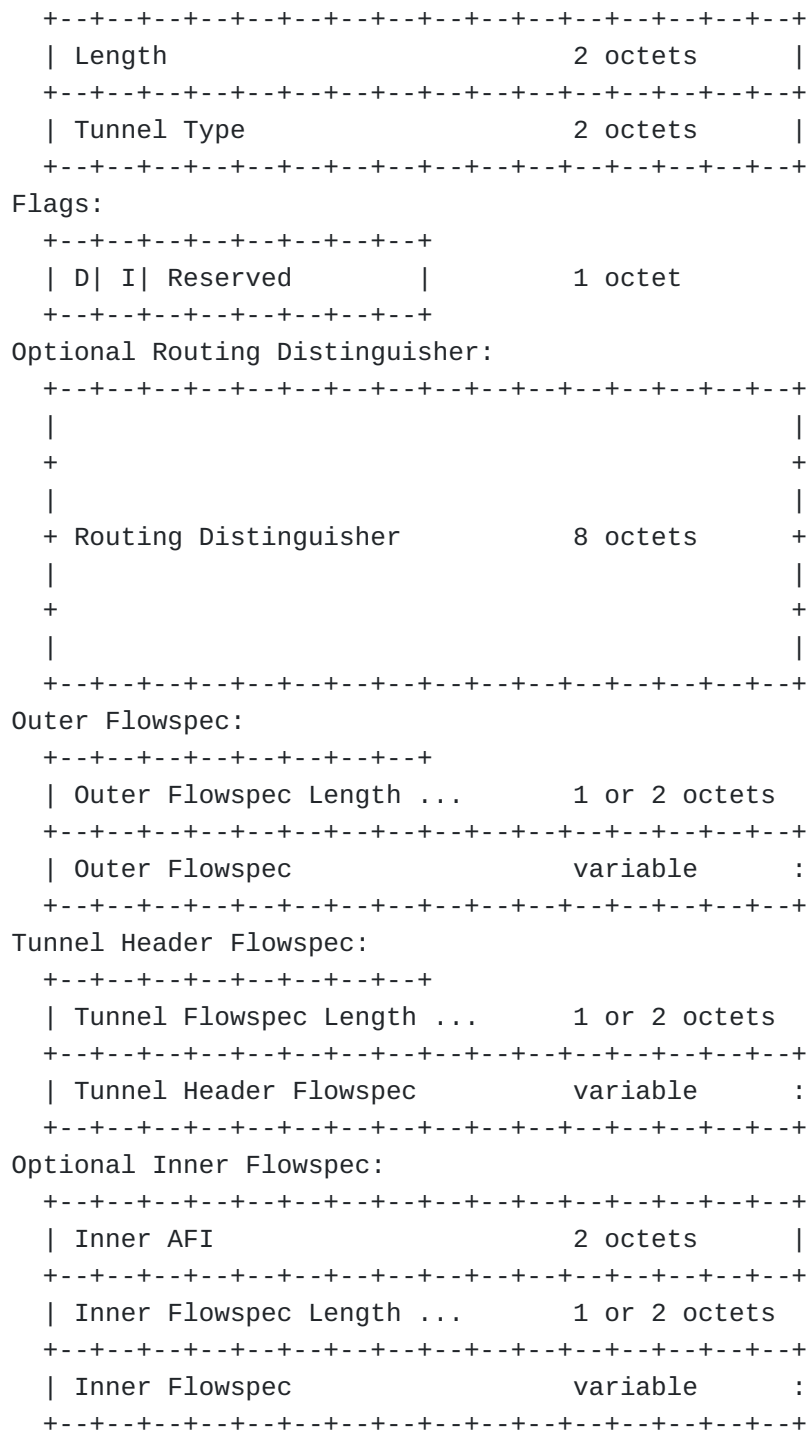 +--+--+--+--+--+--+--+--+--+--+--+--+--+--+--+--+
| Length                          2 octets      |
+--+--+--+--+--+--+--+--+--+--+--+--+--+--+--+--+
| Tunnel Type                     2 octets      |
+--+--+--+--+--+--+--+--+--+--+--+--+--+--+--+--+
Flags:
+--+--+--+--+--+--+--+--+
| D| I| Reserved        |         1 octet
+--+--+--+--+--+--+--+--+
Optional Routing Distinguisher:
+--+--+--+--+--+--+--+--+--+--+--+--+--+--+--+--+
|                                               |
+                                               +
|                                               |
+ Routing Distinguisher           8 octets      +
|                                               |
+                                               +
|                                               |
+--+--+--+--+--+--+--+--+--+--+--+--+--+--+--+--+
Outer Flowspec:
+--+--+--+--+--+--+--+--+
| Outer Flowspec Length ...       1 or 2 octets
+--+--+--+--+--+--+--+--+--+--+--+--+--+--+--+--+
| Outer Flowspec                  variable      :
+--+--+--+--+--+--+--+--+--+--+--+--+--+--+--+--+
Tunnel Header Flowspec:
+--+--+--+--+--+--+--+--+
| Tunnel Flowspec Length ...      1 or 2 octets
+--+--+--+--+--+--+--+--+--+--+--+--+--+--+--+--+
| Tunnel Header Flowspec          variable      :
+--+--+--+--+--+--+--+--+--+--+--+--+--+--+--+--+
Optional Inner Flowspec:
+--+--+--+--+--+--+--+--+--+--+--+--+--+--+--+--+
| Inner AFI                       2 octets      |
+--+--+--+--+--+--+--+--+--+--+--+--+--+--+--+--+
| Inner Flowspec Length ...       1 or 2 octets
+--+--+--+--+--+--+--+--+--+--+--+--+--+--+--+--+
| Inner Flowspec                  variable      :
+--+--+--+--+--+--+--+--+--+--+--+--+--+--+--+--+